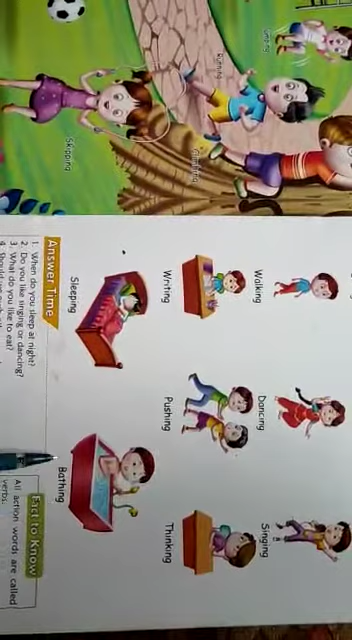 Jumping
Running
Climbing
Skipping
Walking
Dancing
Singing
Writing
Pushing
Thinking
Sleeping
Bathing
Answer Time
1. When do you sleep at night?
2. Do you like singing or dancing?
3. What do you like to eat?
Fact to Know
All action words are called
verbs.